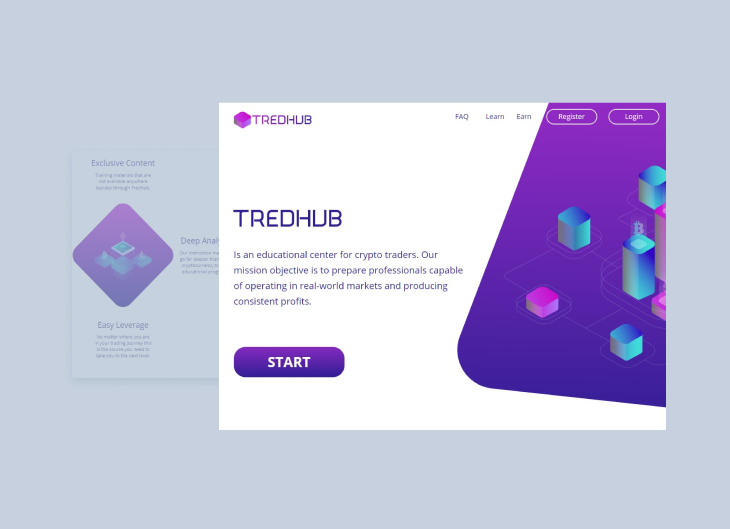 TREDHUB
FAQ Learn Earn Register Login
TREDHUB
Is an educational center for crypto traders. Our
mission objective is to prepare professionals capable
of operating in real-world markets and producing
consistent profits.
START
Exclusive Content
Training materials that are
not available anywhere
besides through TredHub.
Deep Analy
Easy Leverage
No matter where you are
in your trading journey this
is the course you need to
take you to the next level.